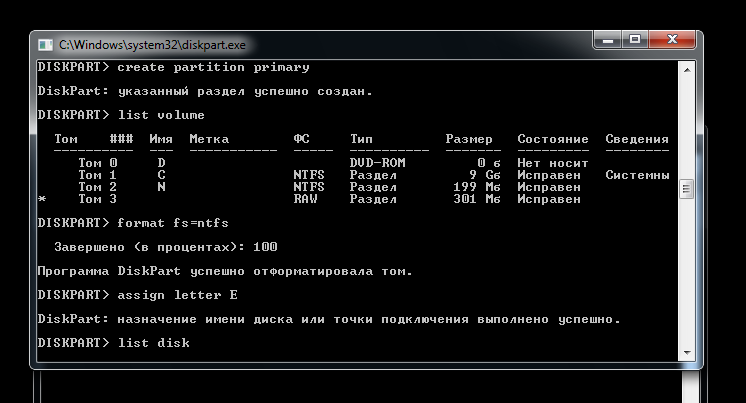 C:\Windows\system32\diskpart.exe
DISKPART> create partition primary
DiskPart: указанный раздел успешно создан.
DISKPART> list volume
Том ### Имя Метка ФС Тип Размер Состояние Сведения
---------- --- ----------- ----- ---------- ------- --------- --------
Том 0 D DVD-ROM 0 б Нет носит
Том 1 C NTFS Раздел 9 Gб Исправен Системны
Том 2 N NTFS Раздел 199 Мб Исправен
* Том 3 RAW Раздел 301 Мб Исправен
DISKPART> format fs=ntfs
Завершено (в процентах): 100
Программа DiskPart успешно отформатировала том.
DISKPART> assign letter E
DiskPart: назначение имени диска или точки подключения выполнено успешно.
DISKPART> list disk